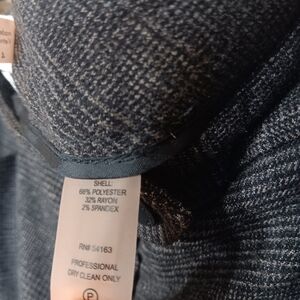 SHELL:
66% POLYESTER
32% RAYON
2% SPANDEX
RN# 54163
PROFESSIONAL
DRY CLEAN ONLY
P